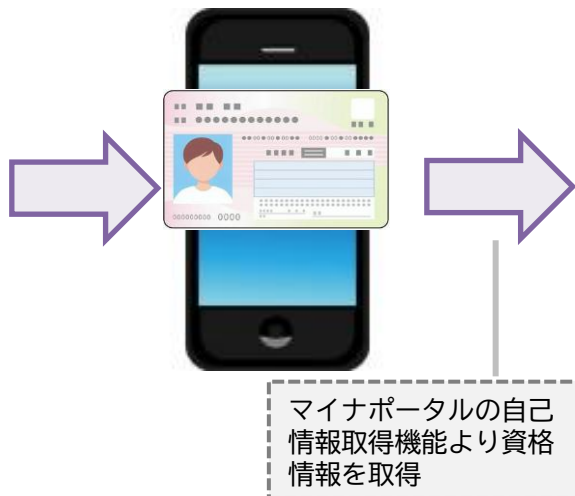 マイナポータルの自己
情報取得機能より資格
情報を取得